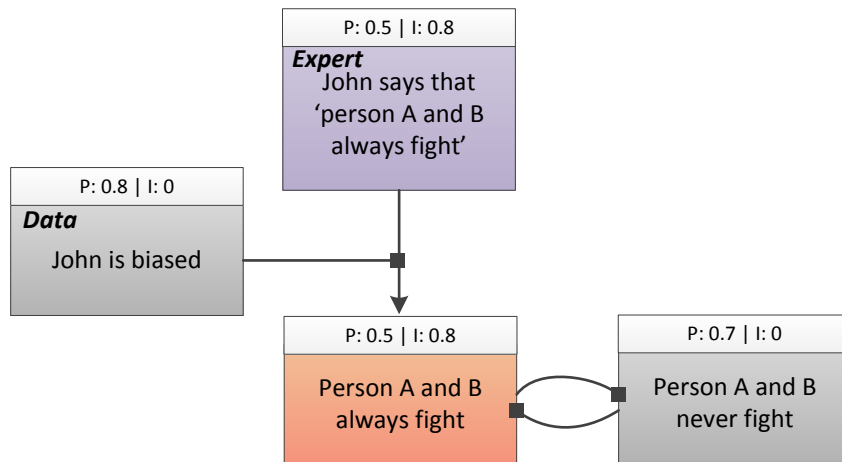 P: 0.5 | I: 0.8
Expert
John says that
‘person A and B
always fight’
P: 0.8 | I: 0
Data
John is biased
P: 0.5 | I: 0.8
Person A and B
always fight
P: 0.7 | I: 0
Person A and B
never fight